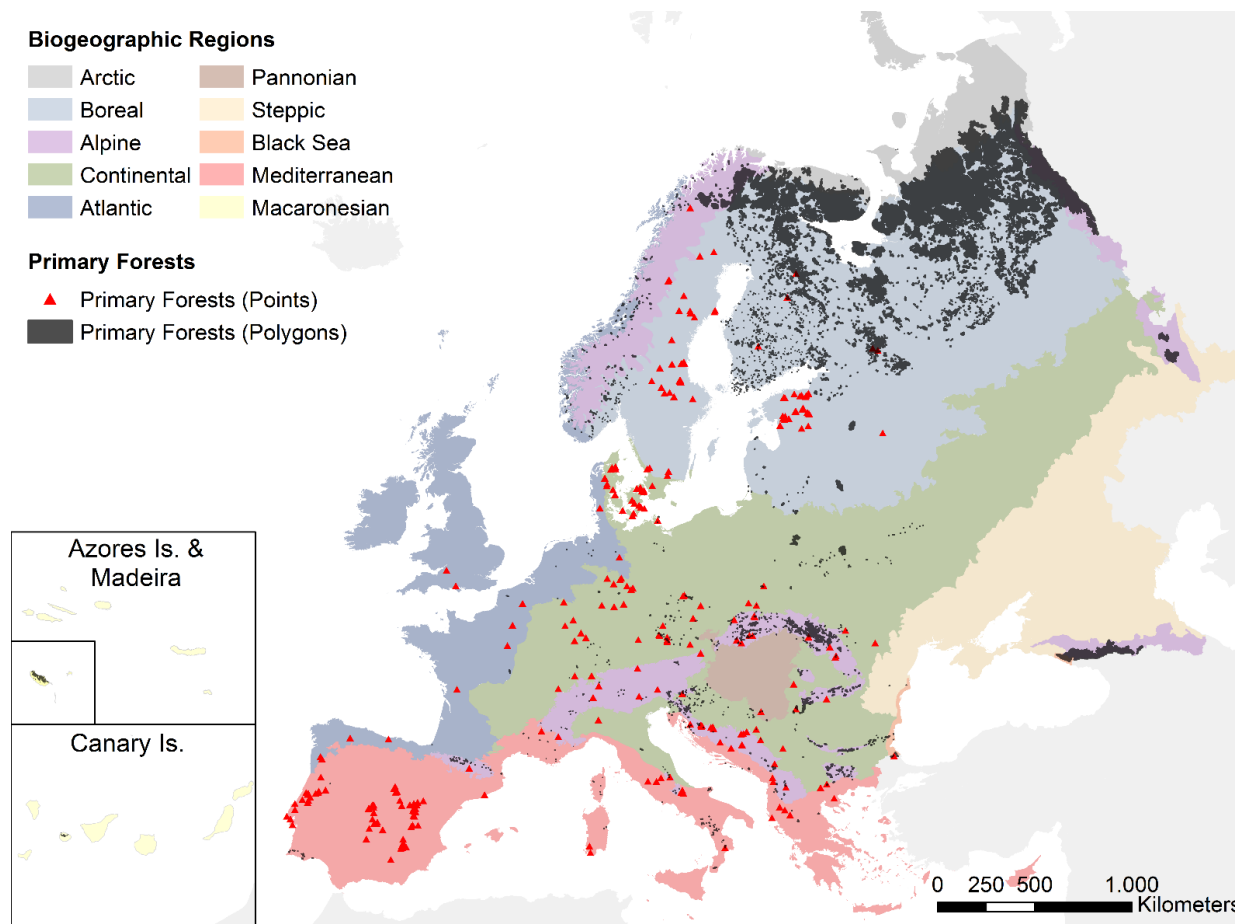 Biogeographic Regions
Arctic
Pannonian
Boreal
Steppic
Alpine
Black Sea
Continental
Mediterranean
Atlantic
Macaronesian
Primary Forests
Primary Forests (Points)
Primary Forests (Polygons)
Azores Is. &
Madeira
Canary Is.
0 250 500 1.000
Kilometers